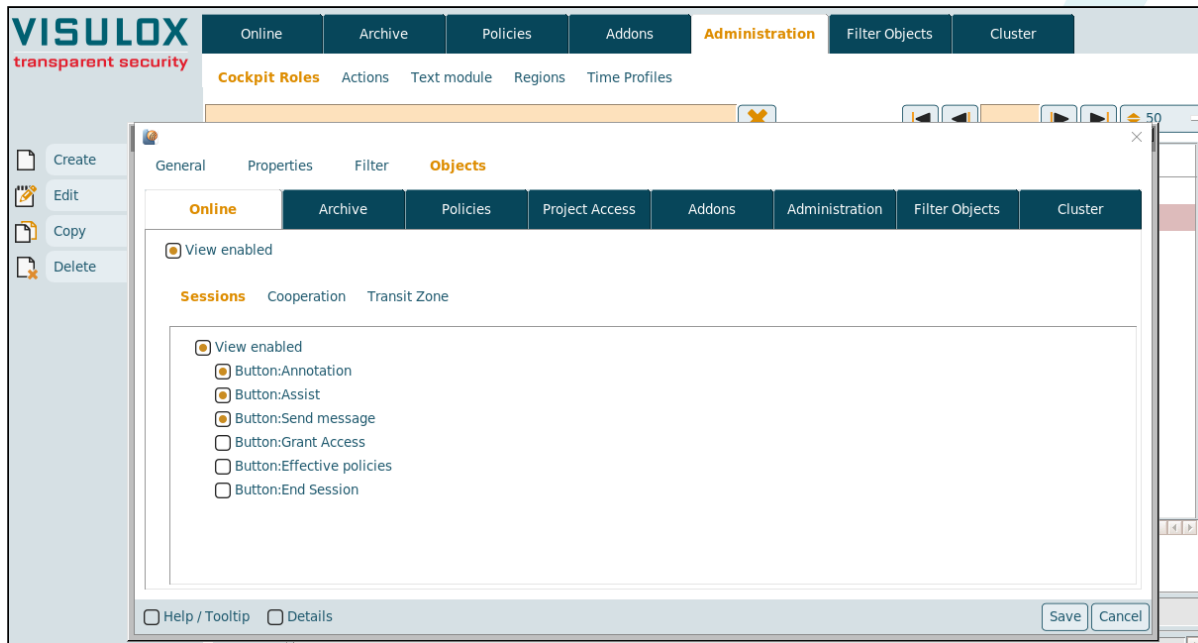 VISULOX
transparent security
Online Archive Policies Addons Administration Filter Objects Cluster
Cockpit Roles Actions Text module Regions Time Profiles
50
Create
Edit
Copy
Delete
General Properties Filter Objects
Online Archive Policies Project Access Addons Administration Filter Objects Cluster
View enabled
Sessions Cooperation Transit Zone
View enabled
Button:Annotation
Button:Assist
Button:Send message
Button:Grant Access
Button:Effective policies
Button:End Session
Help / Tooltip Details Save Cancel